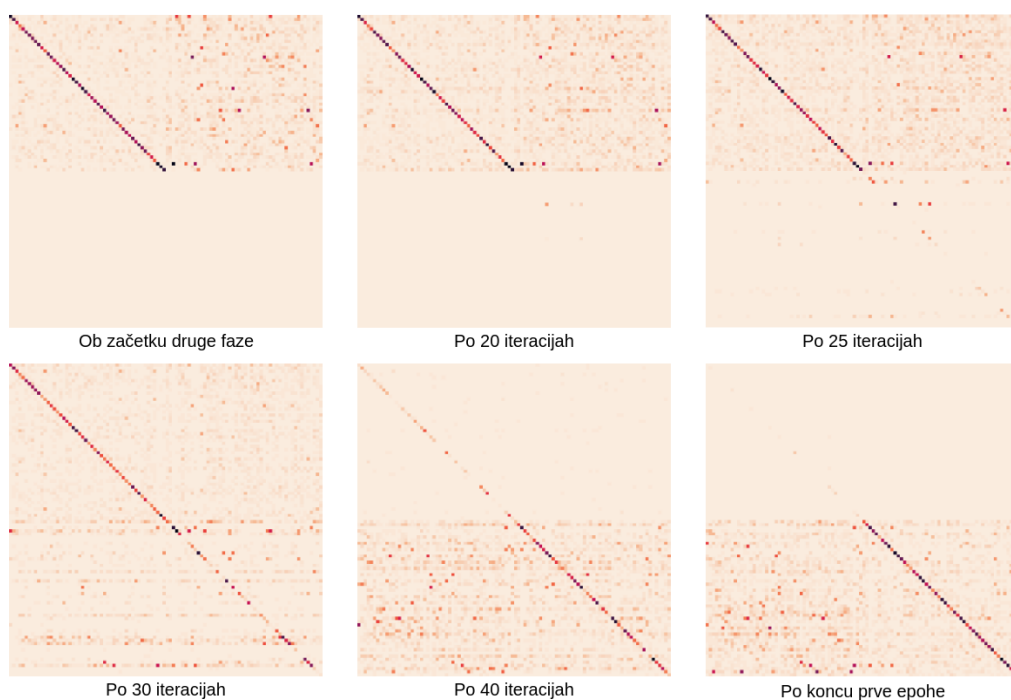 Ob začetku druge faze
Po 20 iteracijah
Po 25 iteracijah
Po 30 iteracijah
Po 40 iteracijah
Po koncu prve epohe